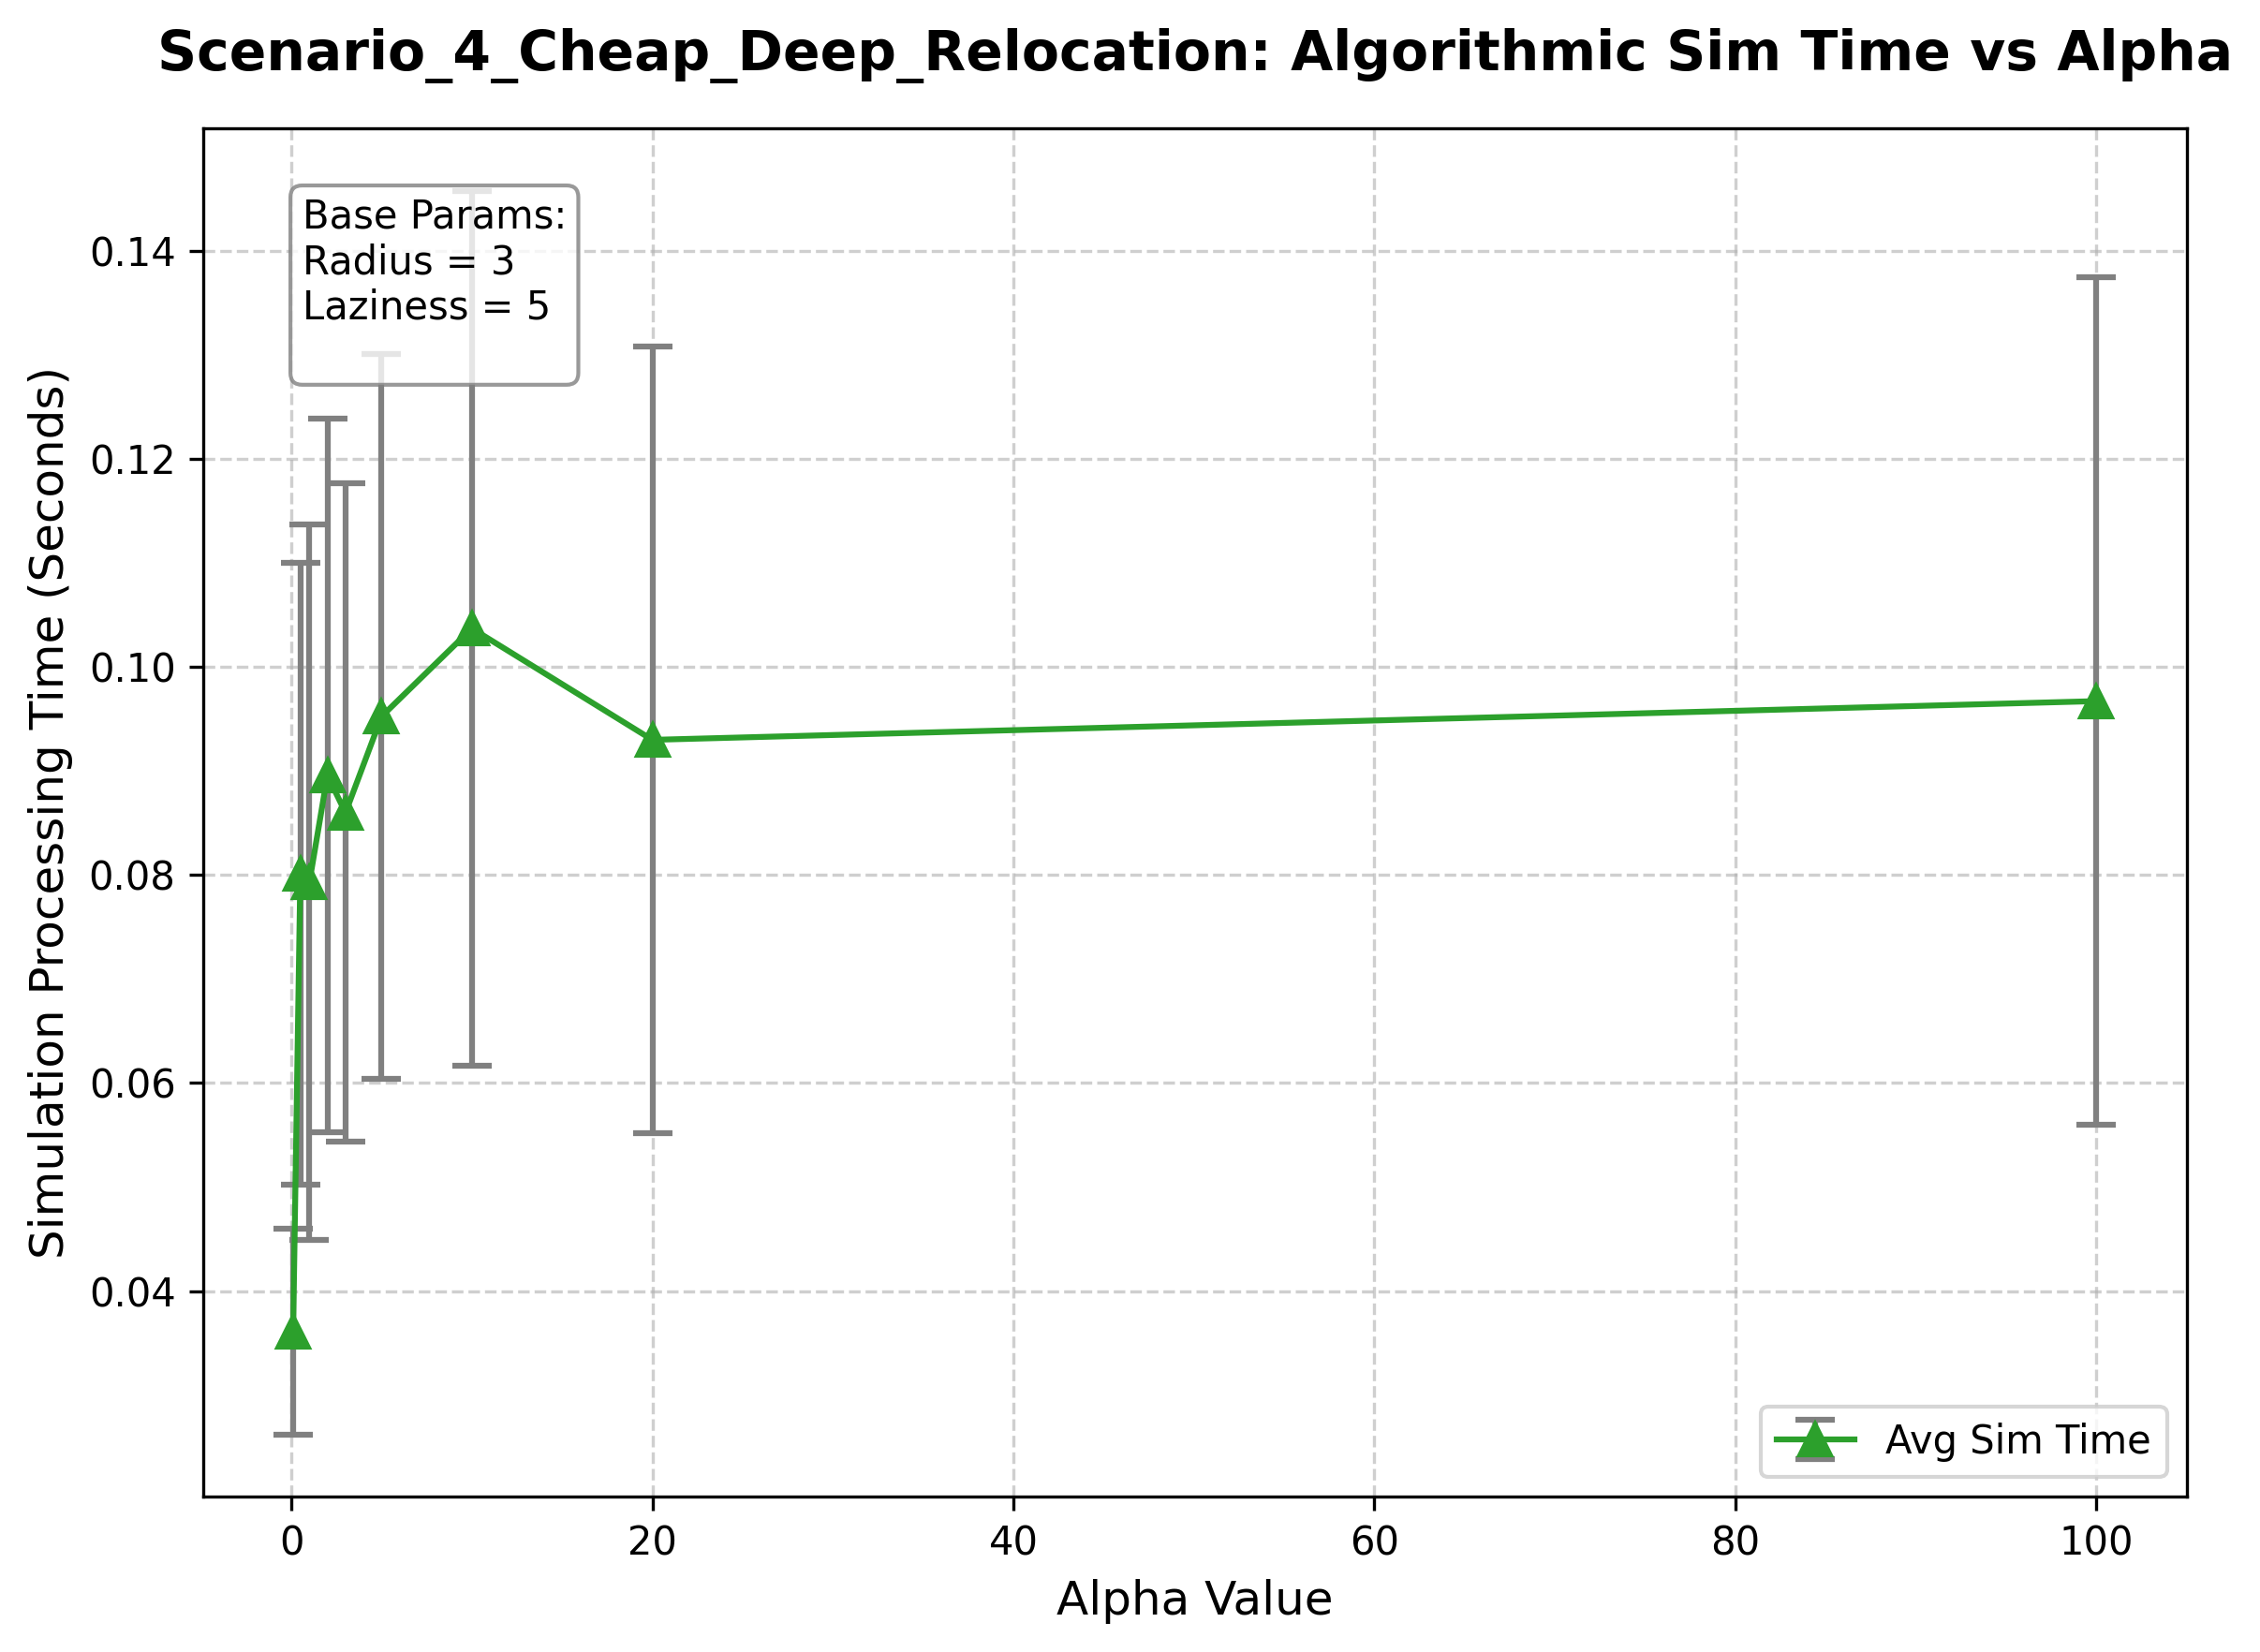 Scenario_4_Cheap_Deep_Relocation: Algorithmic Sim Time vs Alpha
Base Params:
Radius = 3
Laziness = 5
Simulation Processing Time (Seconds)
0.14
0.12
0.10
0.08
0.06
0.04
Avg Sim Time
0 20 40 60 80 100
Alpha Value